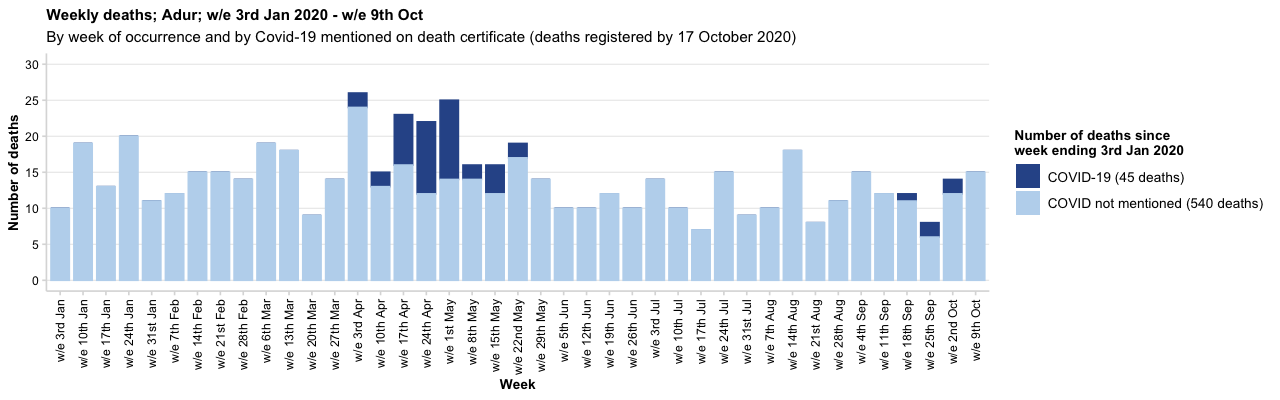 Weekly deaths; Adur; w/e 3rd Jan 2020 - w/e 9th Oct
By week of occurrence and by Covid-19 mentioned on death certificate (deaths registered by 17 October 2020)
Number of deaths
30
25
20
15
10
5
0
w/e 3rd Jan
w/e 10th Jan
w/e 17th Jan
w/e 24th Jan
w/e 31st Jan
w/e 7th Feb
w/e 14th Feb
w/e 21st Feb
w/e 28th Feb
w/e 6th Mar
w/e 13th Mar
w/e 20th Mar
w/e 27th Mar
w/e 3rd Apr
w/e 10th Apr
w/e 17th Apr
w/e 24th Apr
w/e 1st May
w/e 8th May
w/e 15th May
w/e 22nd May
w/e 29th May
w/e 5th Jun
w/e 12th Jun
w/e 19th Jun
w/e 26th Jun
w/e 3rd Jul
w/e 10th Jul
w/e 17th Jul
w/e 24th Jul
w/e 31st Jul
w/e 7th Aug
w/e 14th Aug
w/e 21st Aug
w/e 28th Aug
w/e 4th Sep
w/e 11th Sep
w/e 18th Sep
w/e 25th Sep
w/e 2nd Oct
w/e 9th Oct
Week
Number of deaths since
week ending 3rd Jan 2020
COVID-19 (45 deaths)
COVID not mentioned (540 deaths)